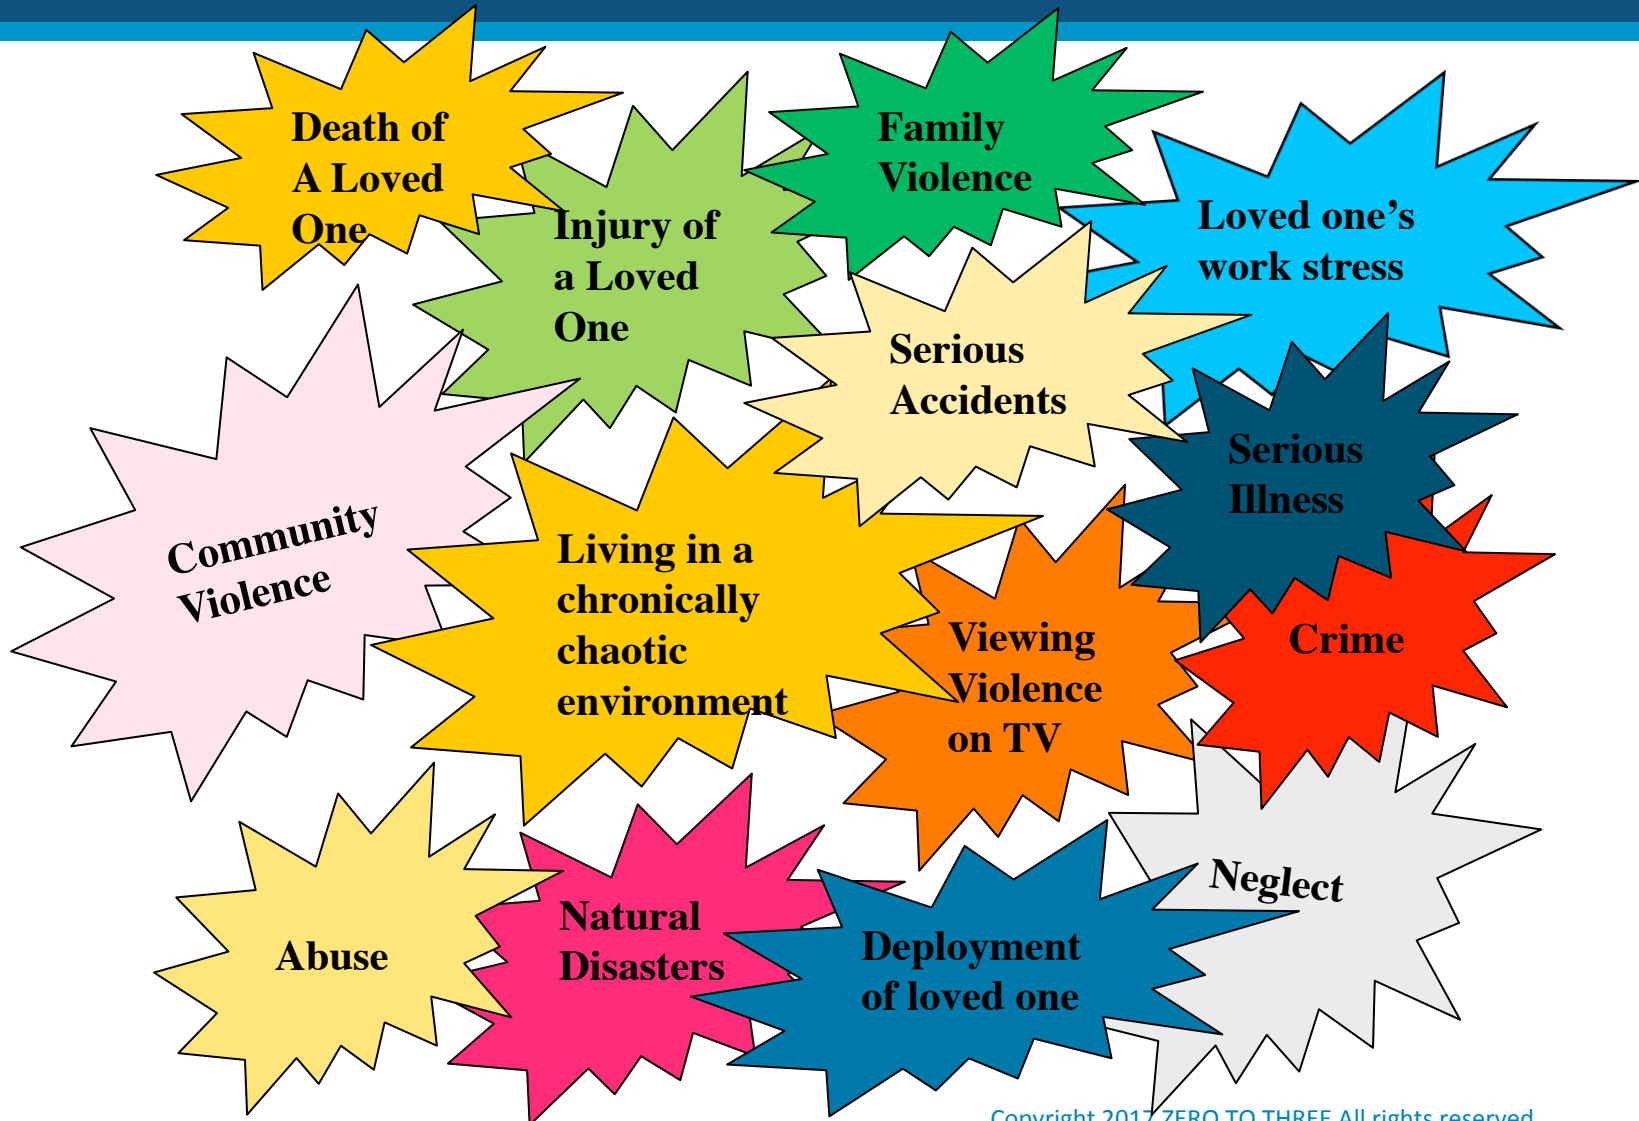 Death of
A Loved
One
Injury of
a Loved
One
Family
Violence
Loved one’s
work stress
Serious
Accidents
Serious
Illness
Community
Violence
Living in a
chronically
chaotic
environment
Viewing
Violence
on TV
Crime
Neglect
Abuse
Natural
Disasters
Deployment
of loved one
Copyright 2017 ZERO TO THREE All rights reserved